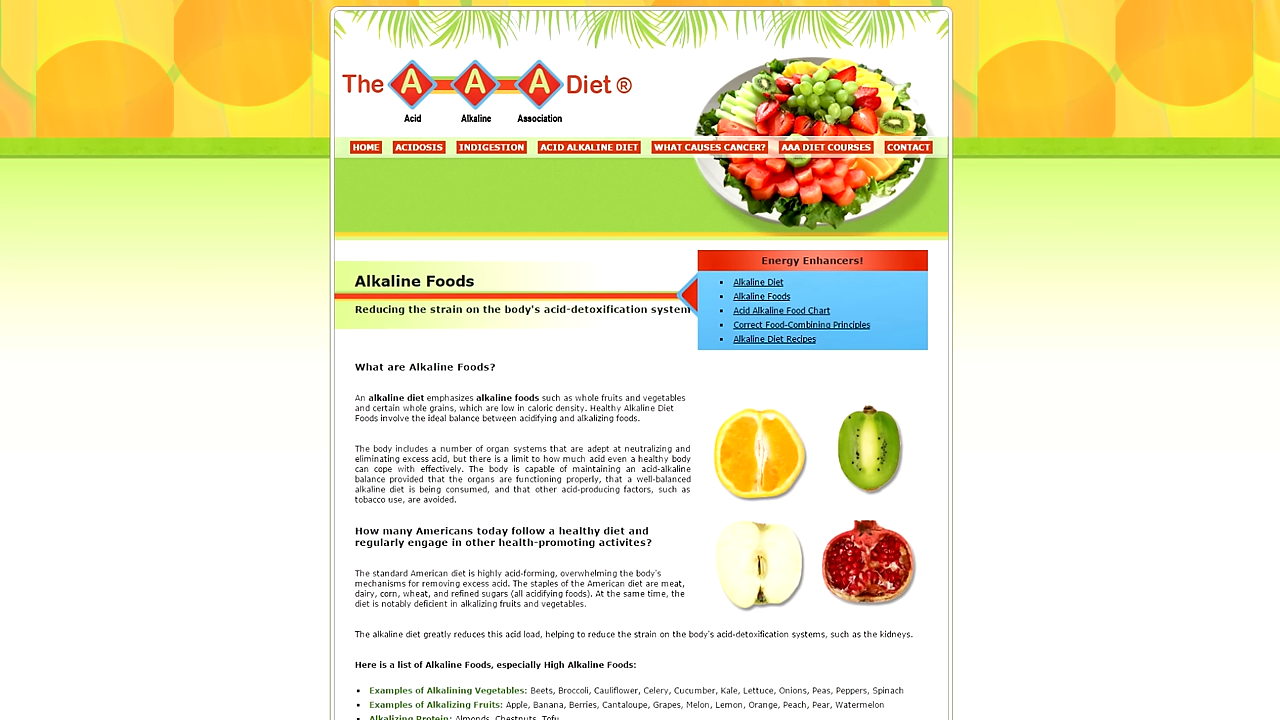 The A A A Diet ®
Acid Alkaline Association
HOME ACIDOSIS INDIGESTION ACID ALKALINE DIET WHAT CAUSES CANCER? AAA DIET COURSES CONTACT
Energy Enhancers!
Alkaline Diet
Alkaline Foods
Acid Alkaline Food Chart
Correct Food-Combining Principles
Alkaline Diet Recipes
Alkaline Foods
Reducing the strain on the body's acid-detoxification system
What are Alkaline Foods?
An alkaline diet emphasizes alkaline foods such as whole fruits and vegetables
and certain whole grains, which are low in caloric density. Healthy Alkaline Diet
Foods involve the ideal balance between acidifying and alkalizing foods.
The body includes a number of organ systems that are adept at neutralizing and
eliminating excess acid, but there is a limit to how much acid even a healthy body
can cope with effectively. The body is capable of maintaining an acid-alkaline
balance provided that the organs are functioning properly, that a well-balanced
alkaline diet is being consumed, and that other acid-producing factors, such as
tobacco use, are avoided.
How many Americans today follow a healthy diet and
regularly engage in other health-promoting activites?
The standard American diet is highly acid-forming, overwhelming the body's
mechanisms for removing excess acid. The staples of the American diet are meat,
dairy, corn, wheat, and refined sugars (all acidifying foods). At the same time, the
diet is notably deficient in alkalizing fruits and vegetables.
The alkaline diet greatly reduces this acid load, helping to reduce the strain on the body's acid-detoxification systems, such as the kidneys.
Here is a list of Alkaline Foods, especially High Alkaline Foods:
Examples of Alkalining Vegetables: Beets, Broccoli, Cauliflower, Celery, Cucumber, Kale, Lettuce, Onions, Peas, Peppers, Spinach
Examples of Alkalizing Fruits: Apple, Banana, Berries, Cantaloupe, Grapes, Melon, Lemon, Orange, Peach, Pear, Watermelon
Alkalizing Protein: Almonds, Chestnuts, Tofu